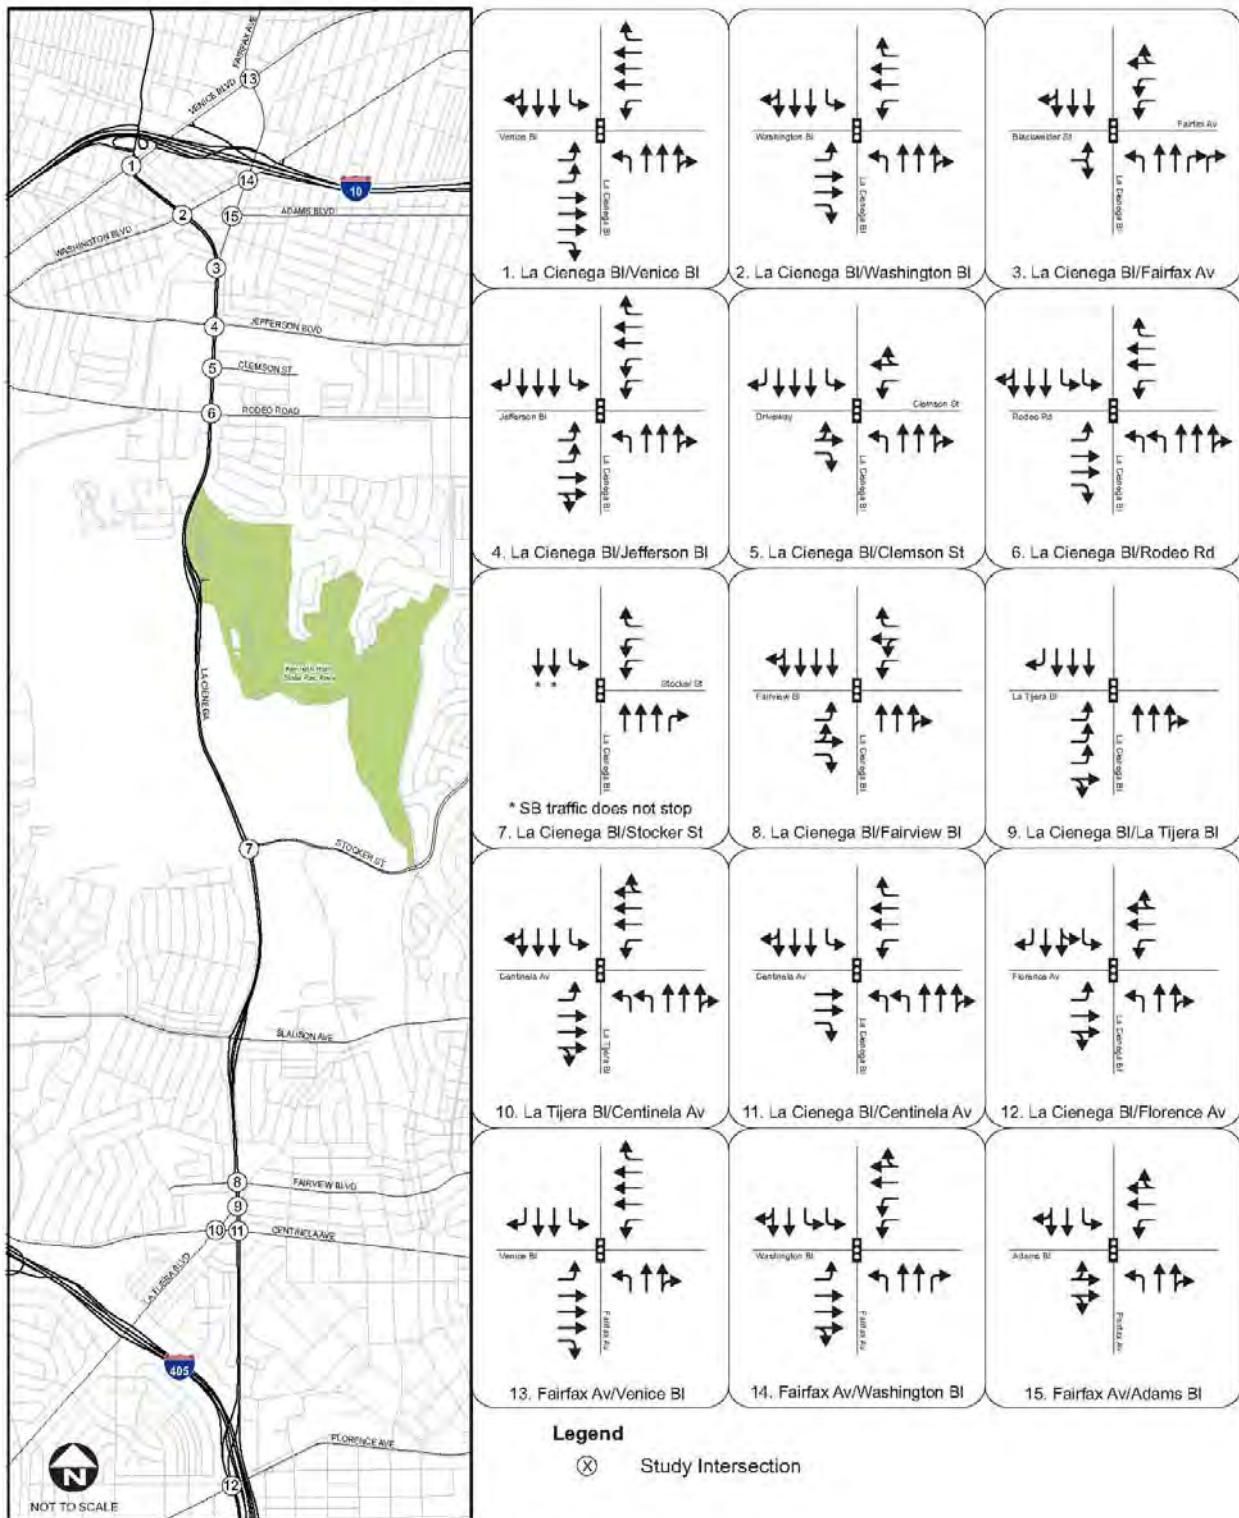 FAIRFAX AVE
13
VENICE BLVD
1
14
10
2
15
ADAMS BLVD
WASHINGTON BLVD
3
4
JEFFERSON BLVD
5
CLEMSON ST
6
RODEO ROAD
LA CIENEGA
7
STOCKER ST
SLAUSON AVE
8
FAIRVIEW BLVD
9
10
11
CENTINELA AVE
LA TIJERA BLVD
405
FLORENCE AVE
12
N
NOT TO SCALE
Venice Bl
La Cienega Bl
1. La Cienega Bl/Venice Bl
Washington Bl
La Cienega Bl
2. La Cienega Bl/Washington Bl
Blackwelder St
Fairfax Av
La Cienega Bl
3. La Cienega Bl/Fairfax Av
Jefferson Bl
La Cienega Bl
4. La Cienega Bl/Jefferson Bl
Driveway
Clemson St
La Cienega Bl
5. La Cienega Bl/Clemson St
Rodeo Rd
La Cienega Bl
6. La Cienega Bl/Rodeo Rd
* *
Stocker St
La Cienega Bl
* SB traffic does not stop
7. La Cienega Bl/Stocker St
Fairview Bl
La Cienega Bl
8. La Cienega Bl/Fairview Bl
La Tijera Bl
La Cienega Bl
9. La Cienega Bl/La Tijera Bl
Centinela Av
La Tijera Bl
10. La Tijera Bl/Centinela Av
Centinela Av
La Cienega Bl
11. La Cienega Bl/Centinela Av
Florence Av
La Cienega Bl
12. La Cienega Bl/Florence Av
Venice Bl
Fairfax Av
13. Fairfax Av/Venice Bl
Washington Bl
Fairfax Av
14. Fairfax Av/Washington Bl
Adams Bl
Fairfax Av
15. Fairfax Av/Adams Bl
Legend
X Study Intersection